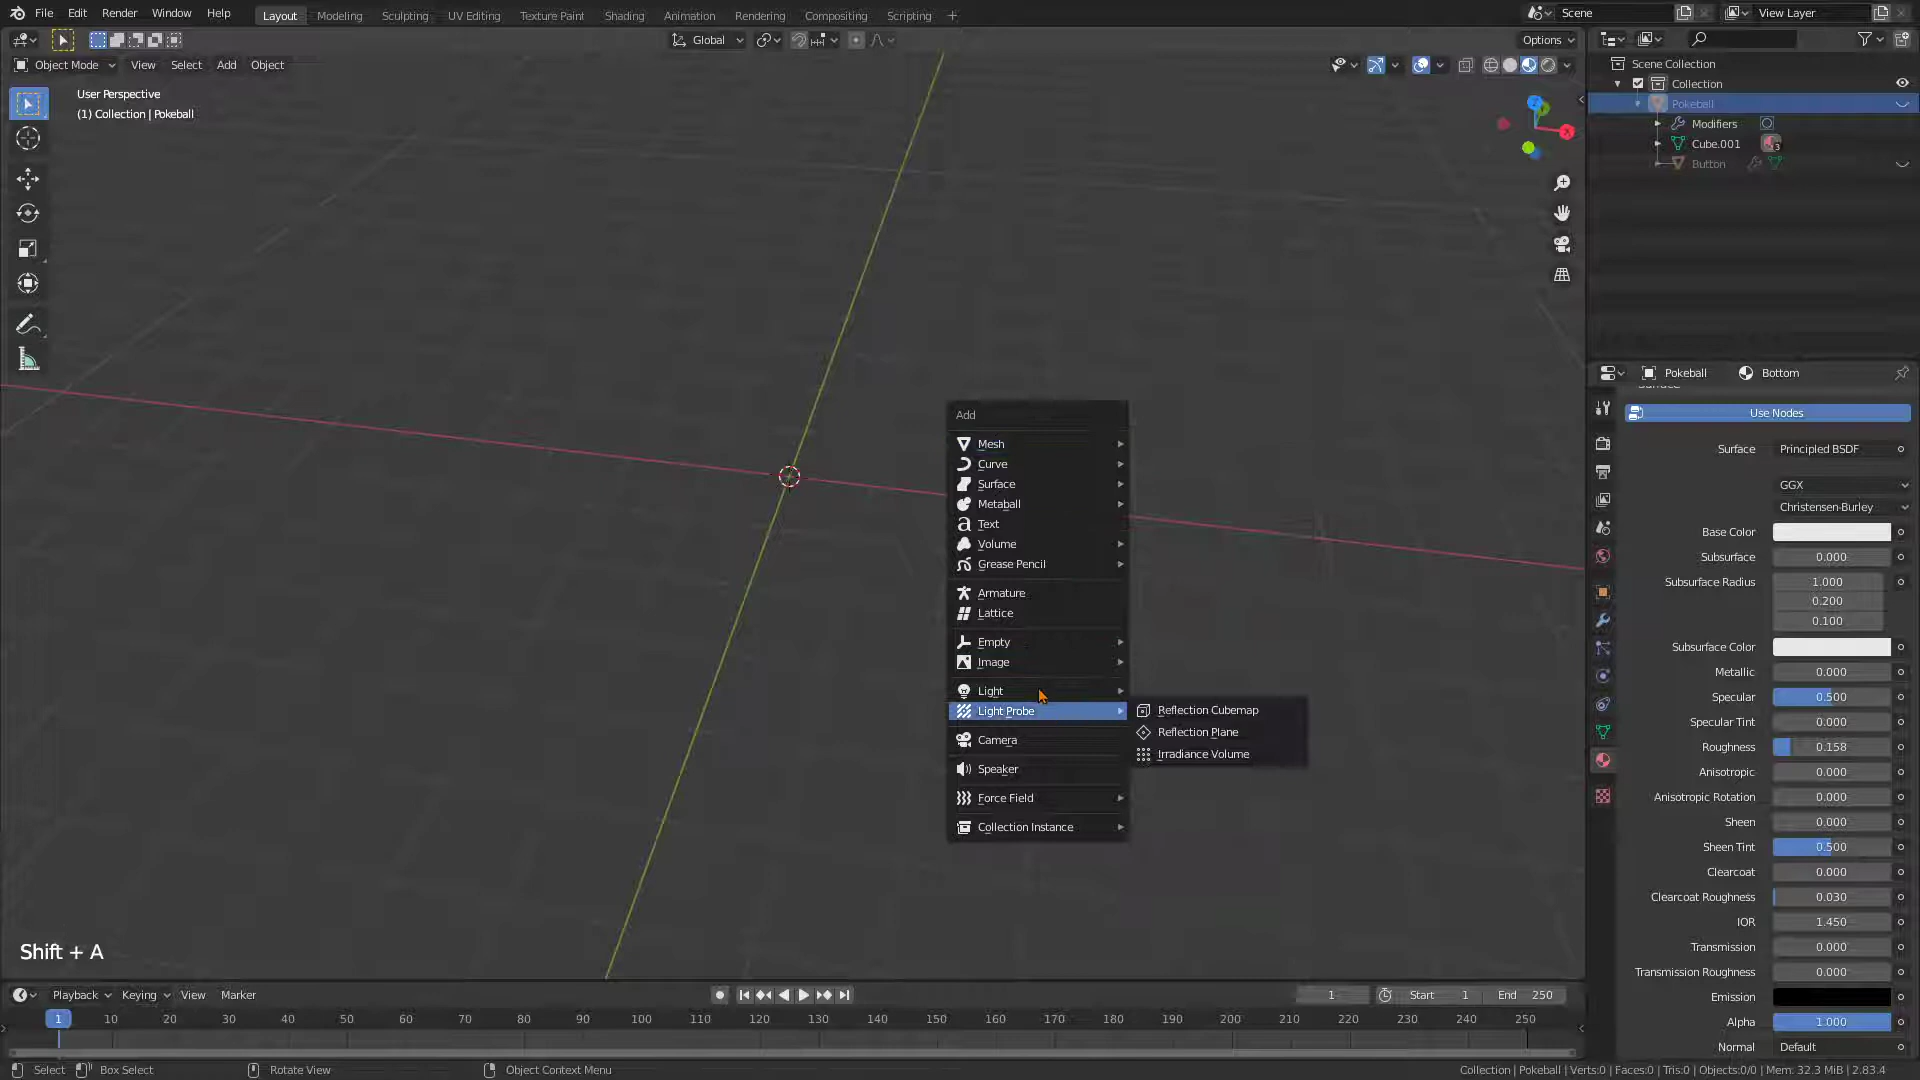 File Edit Render Window Help Layout Modeling Sculpting UV Editing Texture Paint Shading Animation Rendering Compositing Scripting + Scene View Layer
Global Options
Object Mode View Select Add Object
User Perspective
(1) Collection | Pokeball
Scene Collection
Collection
Pokeball
Modifiers
Cube.001 3
Button
Add
Mesh
Curve
Surface
Metaball
Text
Volume
Grease Pencil
Armature
Lattice
Empty
Image
Light
Light Probe
Camera
Speaker
Force Field
Collection Instance
Reflection Cubemap
Reflection Plane
Irradiance Volume
Pokeball Bottom
Surface
Use Nodes
Surface Principled BSDF
GGX
Christensen-Burley
Base Color
Subsurface 0.000
Subsurface Radius 1.000
0.200
0.100
Subsurface Color
Metallic 0.000
Specular 0.500
Specular Tint 0.000
Roughness 0.158
Anisotropic 0.000
Anisotropic Rotation 0.000
Sheen 0.000
Sheen Tint 0.500
Clearcoat 0.000
Clearcoat Roughness 0.030
IOR 1.450
Transmission 0.000
Transmission Roughness 0.000
Emission
Alpha 1.000
Normal Default
Shift + A
Playback Keying View Marker 1 Start 1 End 250
1 10 20 30 40 50 60 70 80 90 100 110 120 130 140 150 160 170 180 190 200 210 220 230 240 250
Select Box Select Rotate View Object Context Menu Collection | Pokeball | Verts:0 | Faces:0 | Tris:0 | Objects:0/0 | Mem: 32.3 MiB | 2.83.4